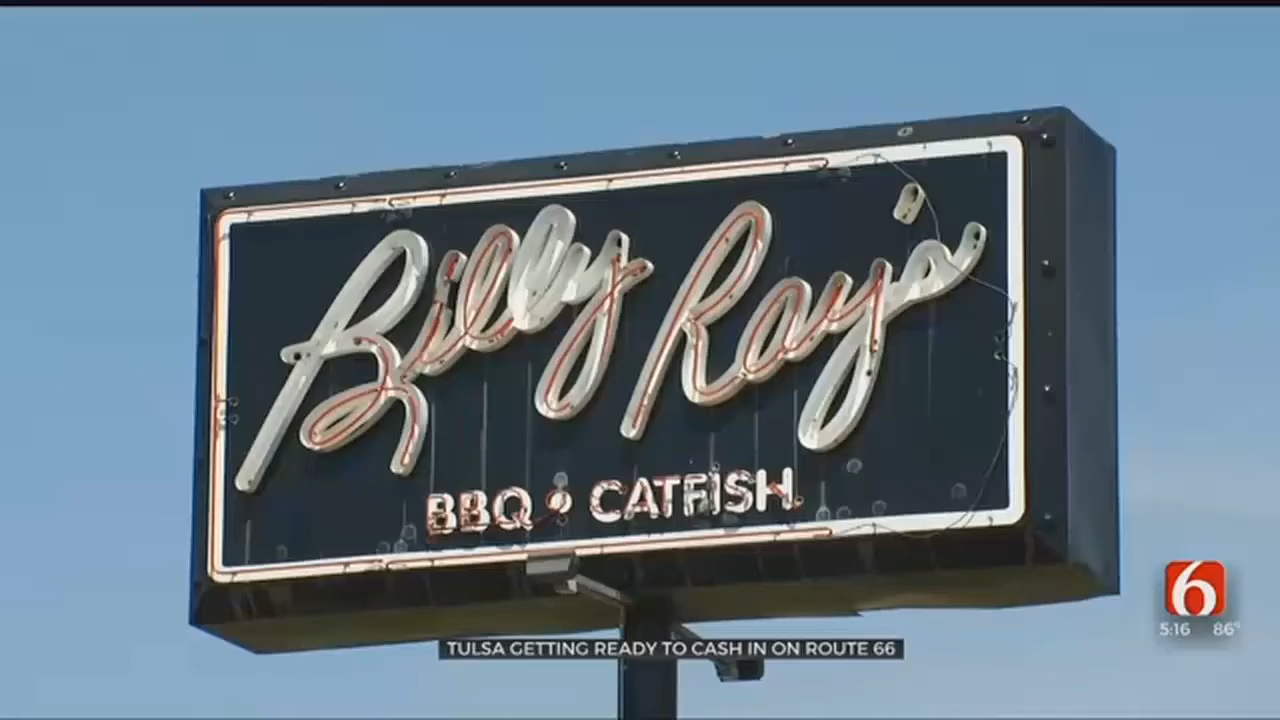 Billy Ray's
BBQ • CATFISH
6
5:16 86°
TULSA GETTING READY TO CASH IN ON ROUTE 66